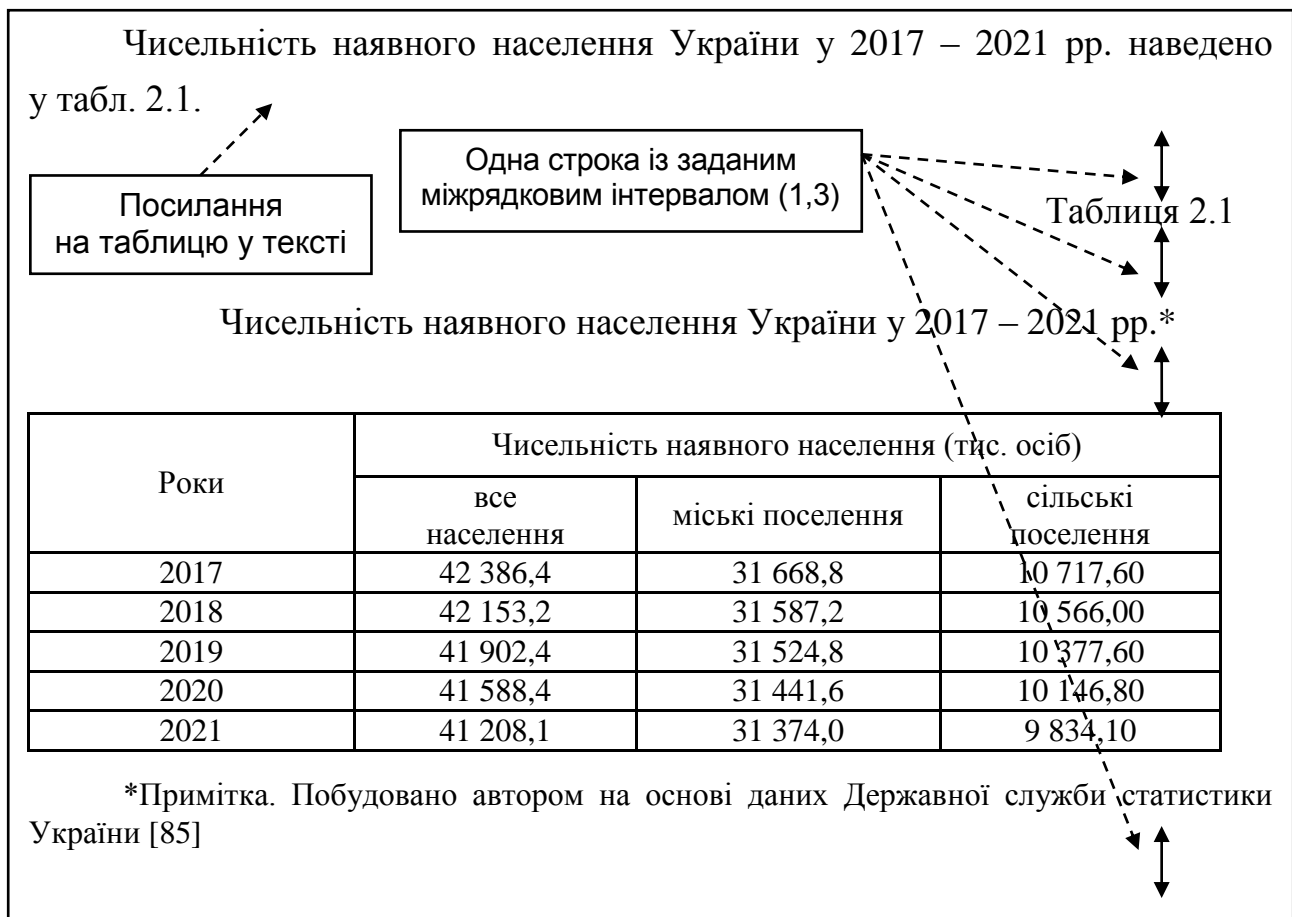 Чисельність наявного населення України у 2017 – 2021 рр. наведено
у табл. 2.1.
Одна строка із заданим
міжрядковим інтервалом (1,3)
Посилання
на таблицю у тексті
Таблиця 2.1
Чисельність наявного населення України у 2017 – 2021 рр.*
Роки
Чисельність наявного населення (тис. осіб)
все
населення
міські поселення
сільські
поселення
2017 42 386,4 31 668,8 10 717,60
2018 42 153,2 31 587,2 10 566,00
2019 41 902,4 31 524,8 10 377,60
2020 41 588,4 31 441,6 10 146,80
2021 41 208,1 31 374,0 9 834,10
*Примітка. Побудовано автором на основі даних Державної служби статистики
України [85]